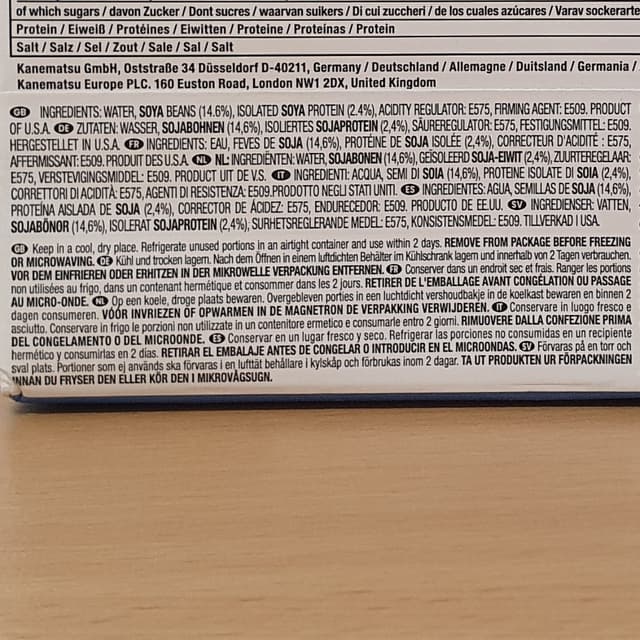 of which sugars / davon Zucker / Dont sucres / waarvan suikers / Di cui zuccheri / de los cuales azúcares / Varav sockerarte
Protein / Eiweiß / Protéines / Eiwitten / Proteine / Proteínas / Protein
Salt / Salz / Sel / Zout / Sale / Sal / Salt
Kanematsu GmbH, Oststraße 34 Düsseldorf D-40211, Germany / Deutschland / Allemagne / Duitsland / Germania /
Kanematsu Europe PLC. 160 Euston Road, London NW1 2DX, United Kingdom
GB INGREDIENTS: WATER, SOYA BEANS (14.6%), ISOLATED SOYA PROTEIN (2.4%), ACIDITY REGULATOR: E575, FIRMING AGENT: E509. PRODUCT
OF U.S.A. DE ZUTATEN: WASSER, SOJABOHNEN (14,6%), ISOLIERTES SOJAPROTEIN (2,4%), SÄUREREGULATOR: E575, FESTIGUNGSMITTEL: E509.
HERGESTELLET IN U.S.A. FR INGREDIENTS: EAU, FEVES DE SOJA (14,6%), PROTÉINE DE SOJA ISOLÉE (2,4%), CORRECTEUR D'ACIDITÉ : E575,
AFFERMISSANT: E509. PRODUIT DES U.S.A. NL NL: INGREDIËNTEN: WATER, SOJABONEN (14,6%), GEÏSOLEERD SOJA-EIWIT (2,4%), ZUURTEREGELAAR:
E575, VERSTEVIGINGSMIDDEL: E509. PRODUCT UIT DE V.S. IT INGREDIENTI: ACQUA, SEMI DI SOIA (14,6%), PROTEINE ISOLATE DI SOIA (2,4%),
CORRETTORI DI ACIDITÀ: E575, AGENTI DI RESISTENZA: E509. PRODOTTO NEGLI STATI UNITI. ES INGREDIENTES: AGUA, SEMILLAS DE SOJA (14,6%),
PROTEÍNA AISLADA DE SOJA (2,4%), CORRECTOR DE ÁCIDEZ: E575, ENDURECEDOR: E509. PRODUCTO DE EE.UU. SV INGREDIENSER: VATTEN,
SOJABÖNOR (14,6%), ISOLERAT SOJAPROTEIN (2,4%), SURHETSREGLERANDE MEDEL: E575, KONSISTENSMEDEL: E509. TILLVERKAD I USA.
GB Keep in a cool, dry place. Refrigerate unused portions in an airtight container and use within 2 days. REMOVE FROM PACKAGE BEFORE FREEZING
OR MICROWAVING. DE Kühl und trocken lagern. Nach dem Öffnen in einem luftdichten Behälter im Kühlschrank lagern und innerhalb von 2 Tagen verbrauchen.
VOR DEM EINFRIEREN ODER ERHITZEN IN DER MIKROWELLE VERPACKUNG ENTFERNEN. FR Conserver dans un endroit sec et frais. Ranger les portions
non utilisées au frigo, dans un contenant hermétique et consommer dans les 2 jours. RETIRER DE L'EMBALLAGE AVANT CONGÉLATION OU PASSAGE
AU MICRO-ONDE. NL Op een koele, droge plaats bewaren. Overgebleven porties in een luchtdicht vershoudbakje in de koelkast bewaren en binnen 2
dagen consumeren. VÓÓR INVRIEZEN OF OPWARMEN IN DE MAGNETRON DE VERPAKKING VERWIJDEREN. IT Conservare in luogo fresco e
asciutto. Conservare in frigo le porzioni non utilizzate in un contenitore ermetico e consumarle entro 2 giorni. RIMUOVERE DALLA CONFEZIONE PRIMA
DEL CONGELAMENTO O DEL MICROONDE. ES Conservar en un lugar fresco y seco. Refrigerar las porciones no consumidas en un recipiente
hermético y consumirlas en 2 días. RETIRAR EL EMBALAJE ANTES DE CONGELAR O INTRODUCIR EN EL MICROONDAS. SV Förvaras på en torr och
sval plats. Portioner som ej används ska förvaras i en lufttät behållare i kylskåp och förbrukas inom 2 dagar. TA UT PRODUKTEN UR FÖRPACKNINGEN
INNAN DU FRYSER DEN ELLER KÖR DEN I MIKROVÅGSUGN.